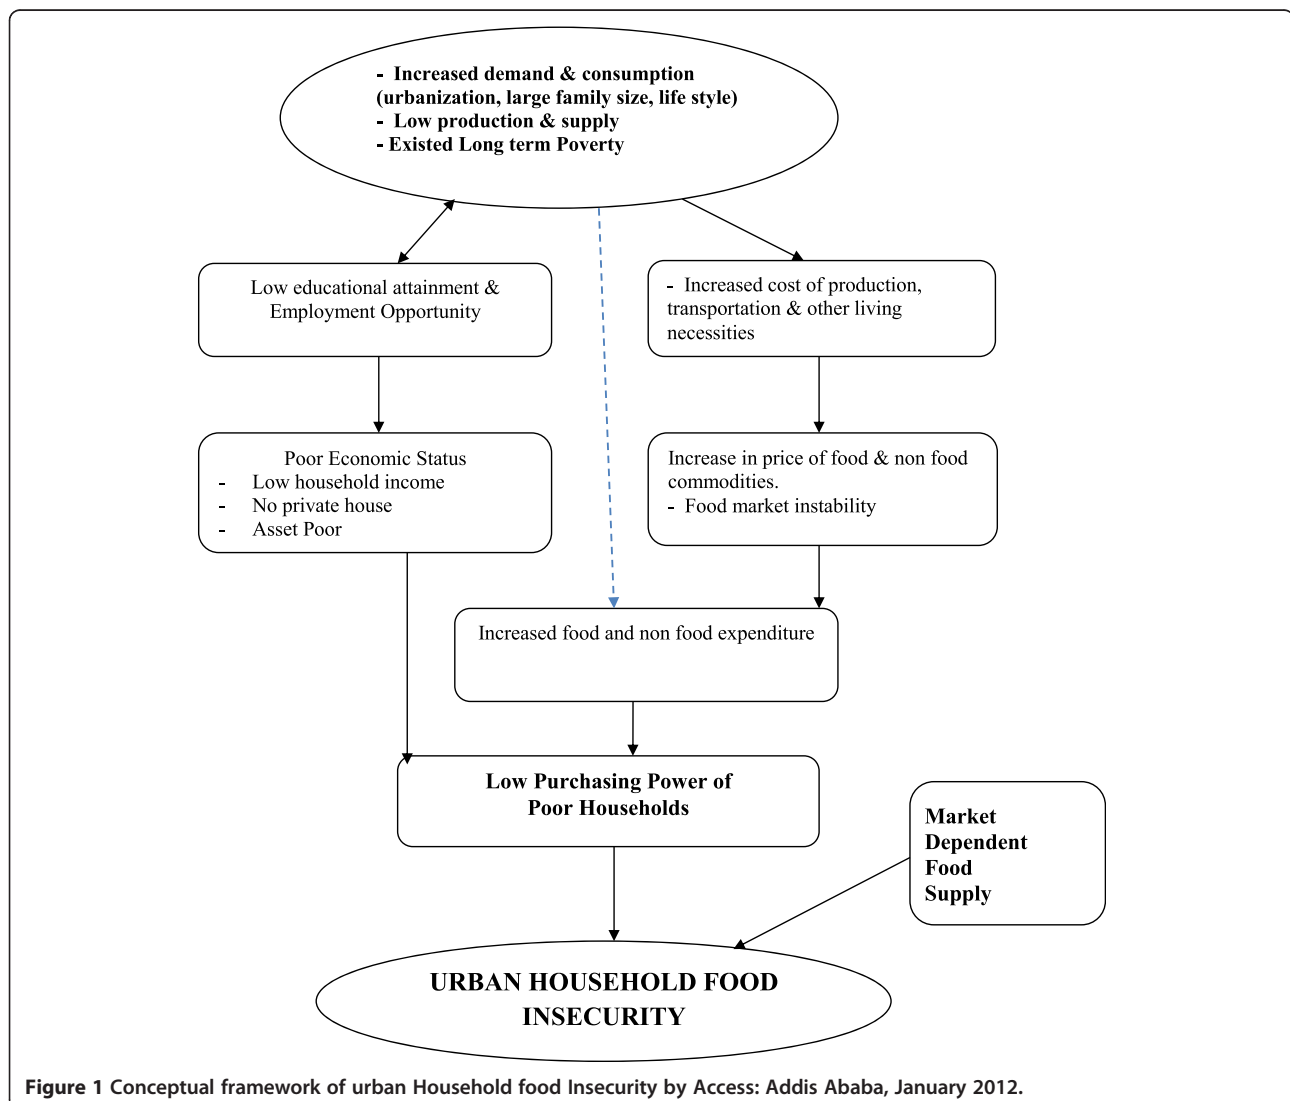 - Increased demand & consumption
(urbanization, large family size, life style)
- Low production & supply
- Existed Long term Poverty
Low educational attainment &
Employment Opportunity
- Increased cost of production,
transportation & other living
necessities
Poor Economic Status
- Low household income
- No private house
- Asset Poor
Increase in price of food & non food
commodities.
- Food market instability
Increased food and non food expenditure
Low Purchasing Power of
Poor Households
Market
Dependent
Food
Supply
URBAN HOUSEHOLD FOOD
INSECURITY
Figure 1 Conceptual framework of urban Household food Insecurity by Access: Addis Ababa, January 2012.